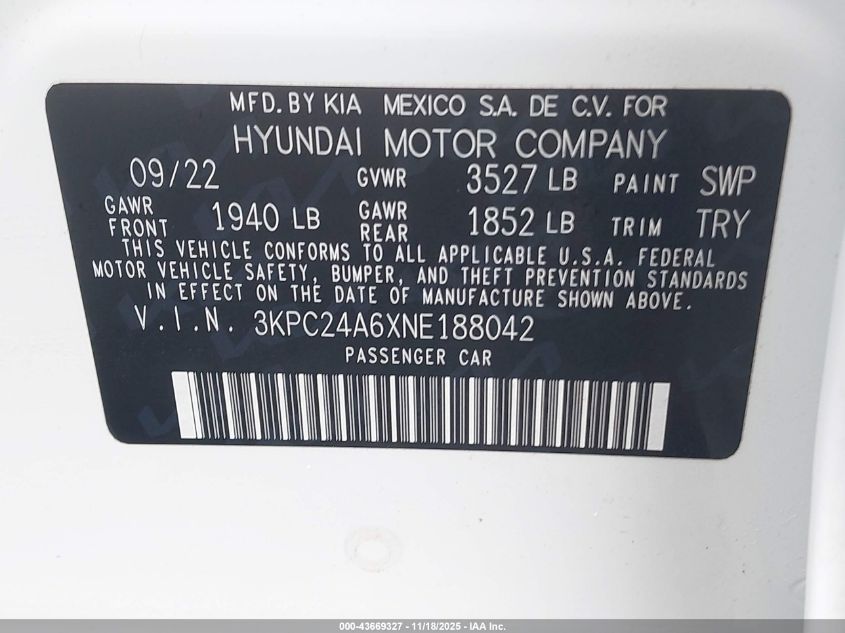 MFD. BY KIA MEXICO S.A. DE C.V. FOR
HYUNDAI MOTOR COMPANY
09/22 GVWR 3527 LB PAINT SWP
GAWR FRONT 1940 LB GAWR REAR 1852 LB TRIM TRY
THIS VEHICLE CONFORMS TO ALL APPLICABLE U.S.A. FEDERAL
MOTOR VEHICLE SAFETY, BUMPER, AND THEFT PREVENTION STANDARDS
IN EFFECT ON THE DATE OF MANUFACTURE SHOWN ABOVE.
V.I.N. 3KPC24A6XNE188042
PASSENGER CAR
000-43669327 - 11/18/2025 - IAA Inc.